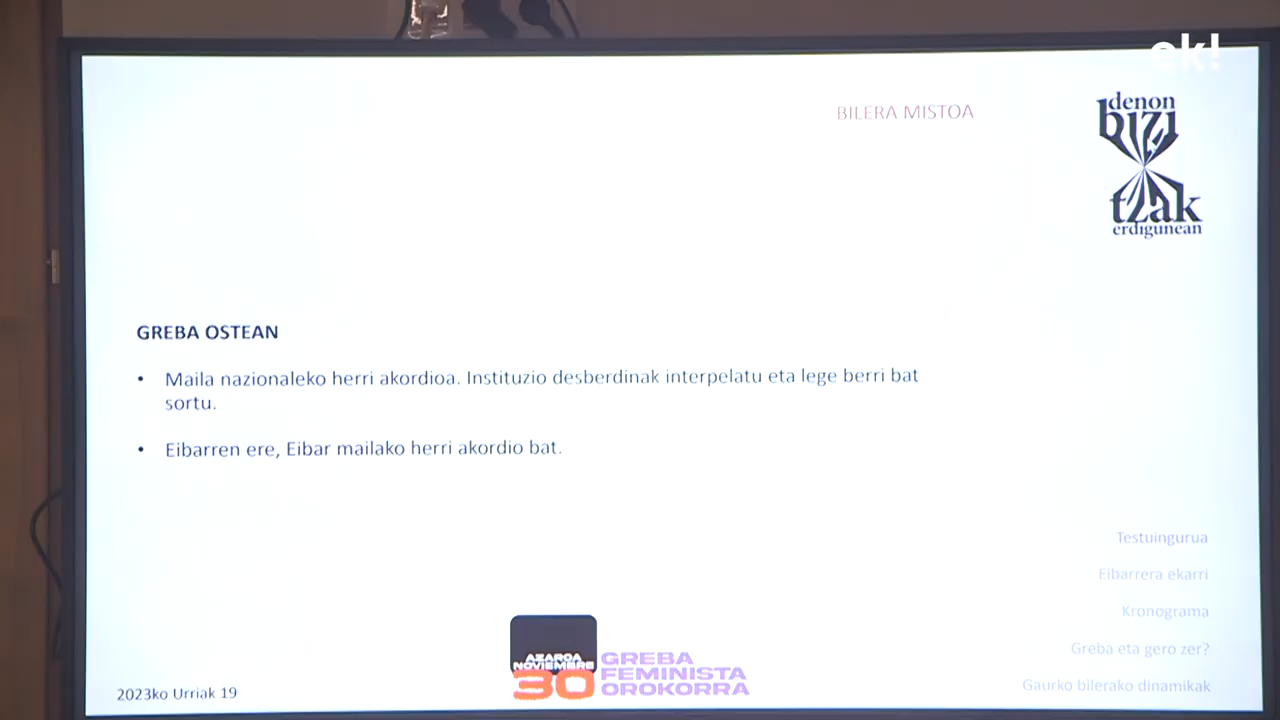 ek!
BILERA MISTOA
denon
bizi
tzak
erdigunean
GREBA OSTEAN
• Maila nazionaleko herri akordioa. Instituzio desberdinak interpelatu eta lege berri bat
sortu.
• Eibarren ere, Eibar mailako herri akordio bat.
Testuingurua
Eibarrera ekarri
Kronograma
Greba eta gero zer?
Gaurko bilerako dinamikak
AZAROA
NOVIEMBRE
30
GREBA
FEMINISTA
OROKORRA
2023ko Urriak 19